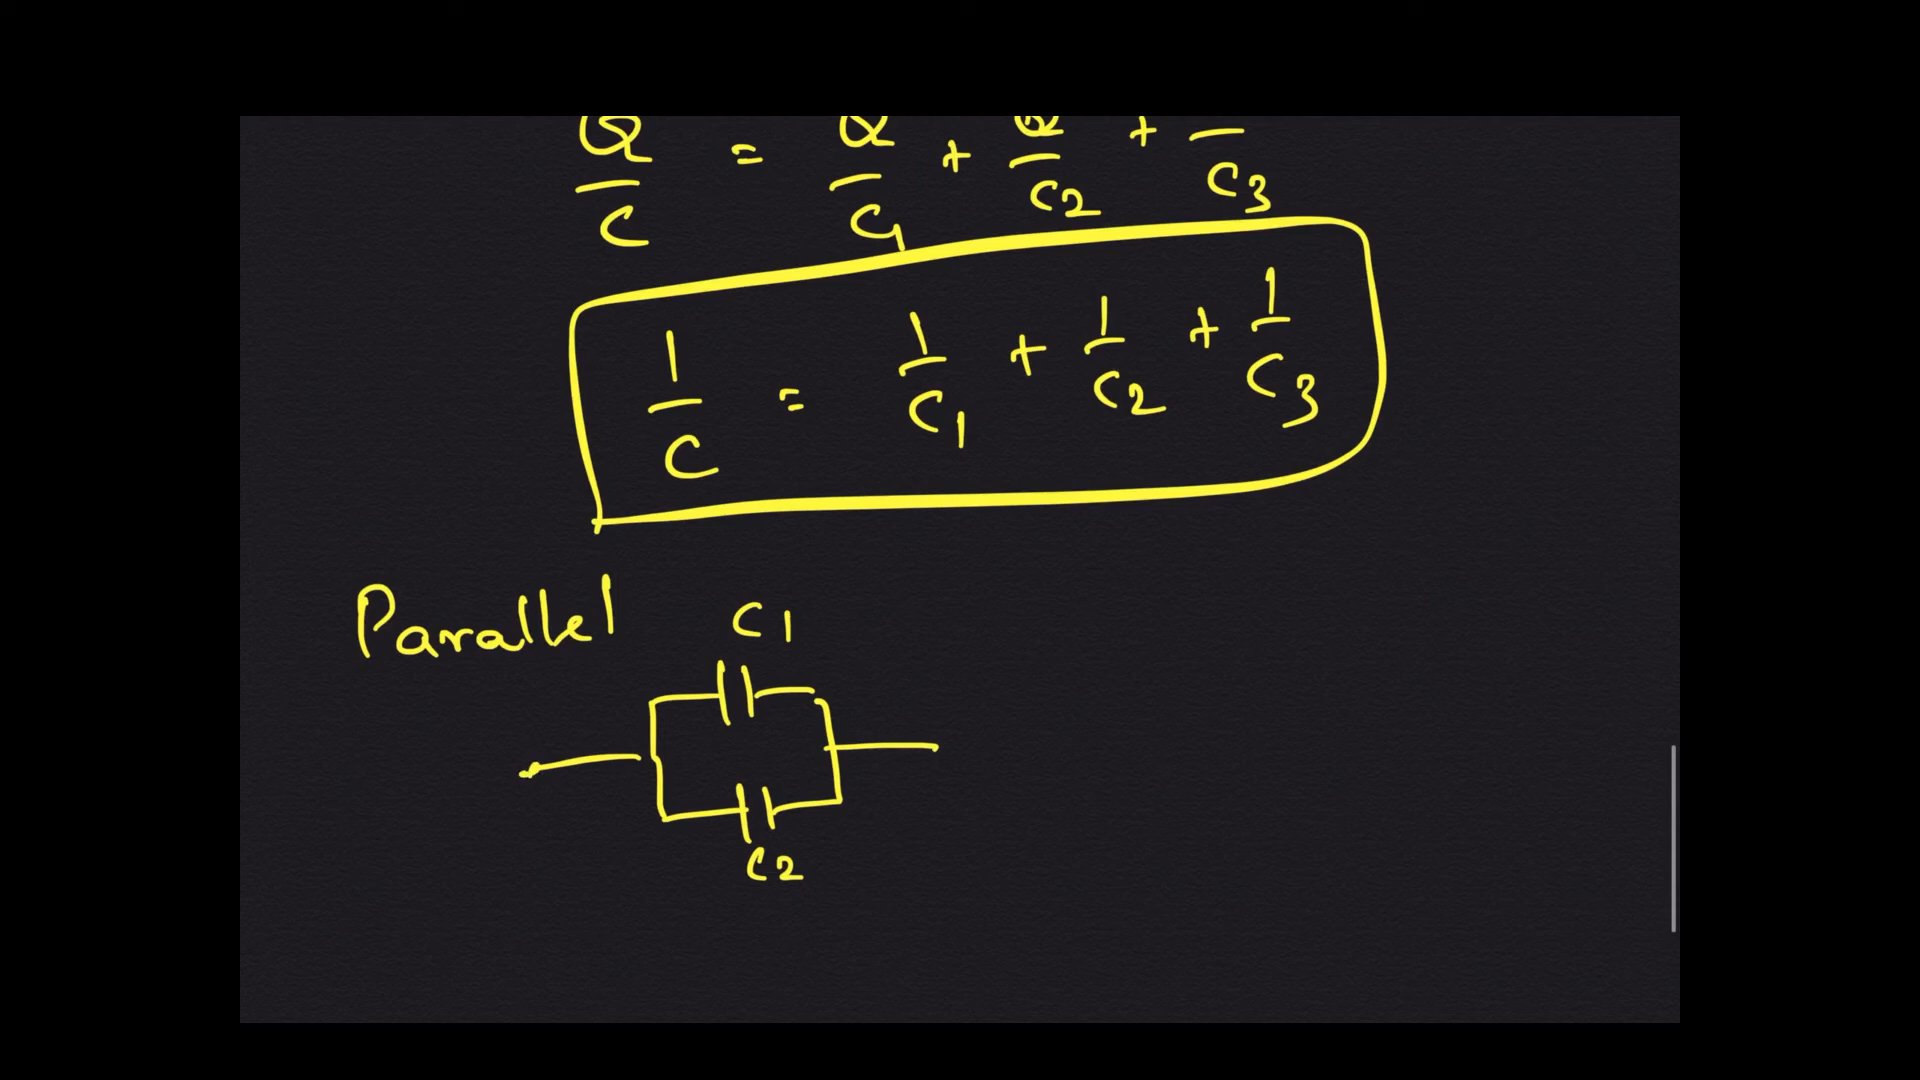 Q/C = Q/C1 + Q/C2 + /C3
1/C = 1/C1 + 1/C2 + 1/C3
Parallel
C1
C2